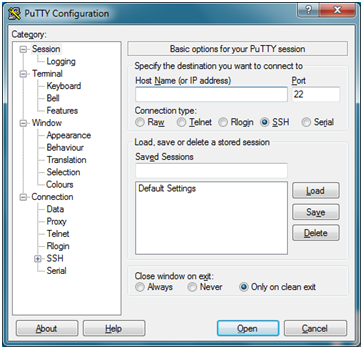 PuTTY Configuration
Category:
Session
Logging
Terminal
Keyboard
Bell
Features
Window
Appearance
Behaviour
Translation
Selection
Colours
Connection
Data
Proxy
Telnet
Rlogin
SSH
Serial
Basic options for your PuTTY session
Specify the destination you want to connect to
Host Name (or IP address) Port
22
Connection type:
Raw Telnet Rlogin SSH Serial
Load, save or delete a stored session
Saved Sessions
Default Settings
Load
Save
Delete
Close window on exit:
Always Never Only on clean exit
About Help Open Cancel